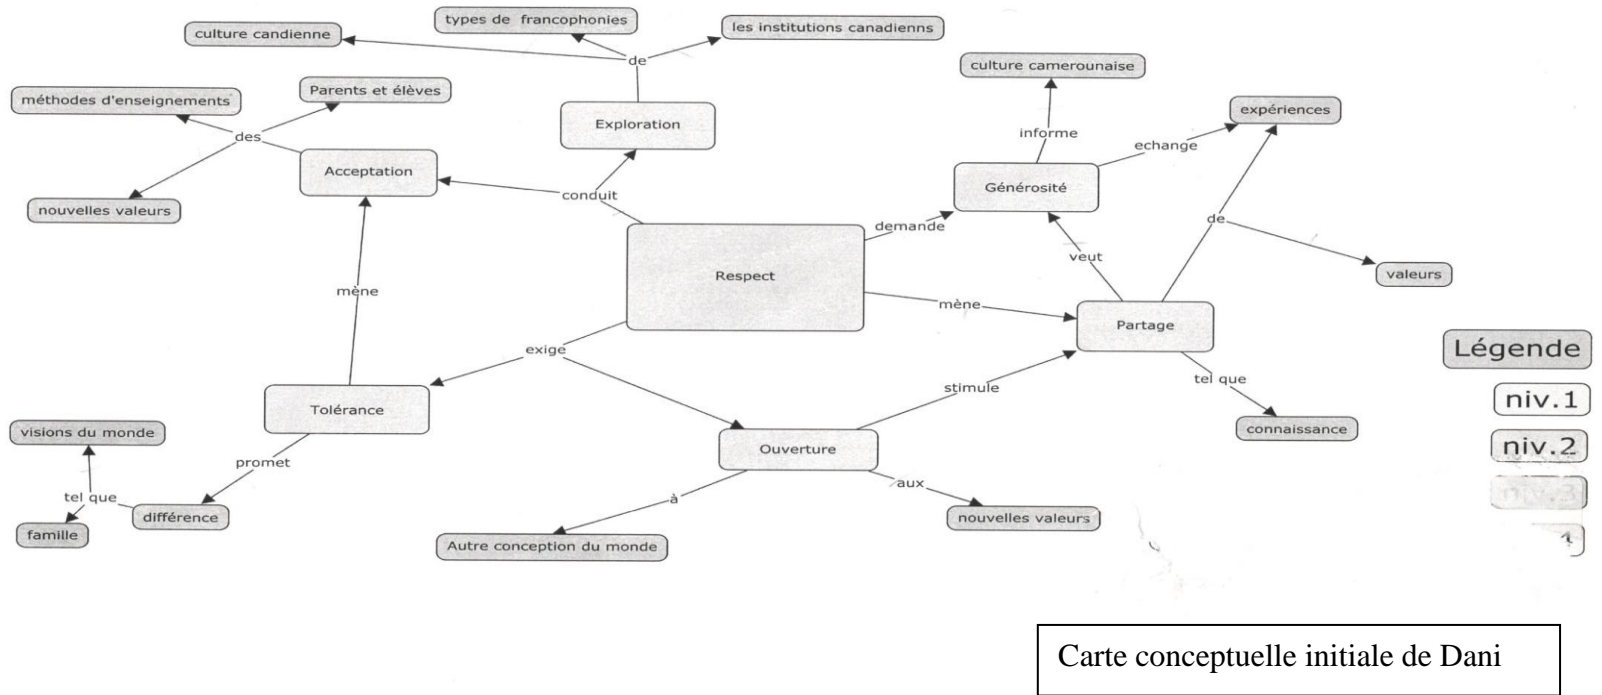 types de francophonies
culture candienne
les institutions canadienns
de
culture camerounaise
Parents et élèves
méthodes d'enseignements
expériences
Exploration
informe
des
echange
Acceptation
Générosité
conduit
nouvelles valeurs
demande
de
veut
Respect
valeurs
mène
mène
Partage
Légende
exige
tel que
stimule
niv.1
Tolérance
connaissance
visions du monde
niv.2
Ouverture
promet
aux
niv.3
tel que
à
différence
nouvelles valeurs
famille
Autre conception du monde
Carte conceptuelle initiale de Dani